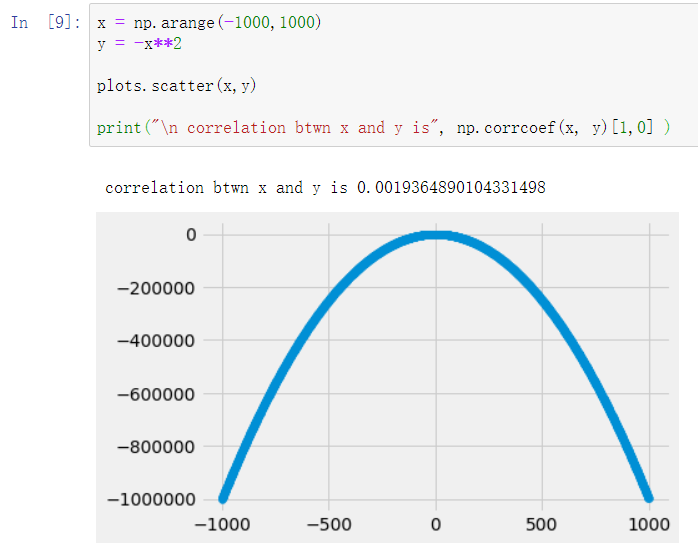 In [9]: x = np.arange(-1000,1000)
y = -x**2
plots.scatter(x,y)
print("\n correlation btwn x and y is", np.corrcoef(x, y)[1,0] )
correlation btwn x and y is 0.0019364890104331498
0
−200000
−400000
−600000
−800000
−1000000
−1000 −500 0 500 1000